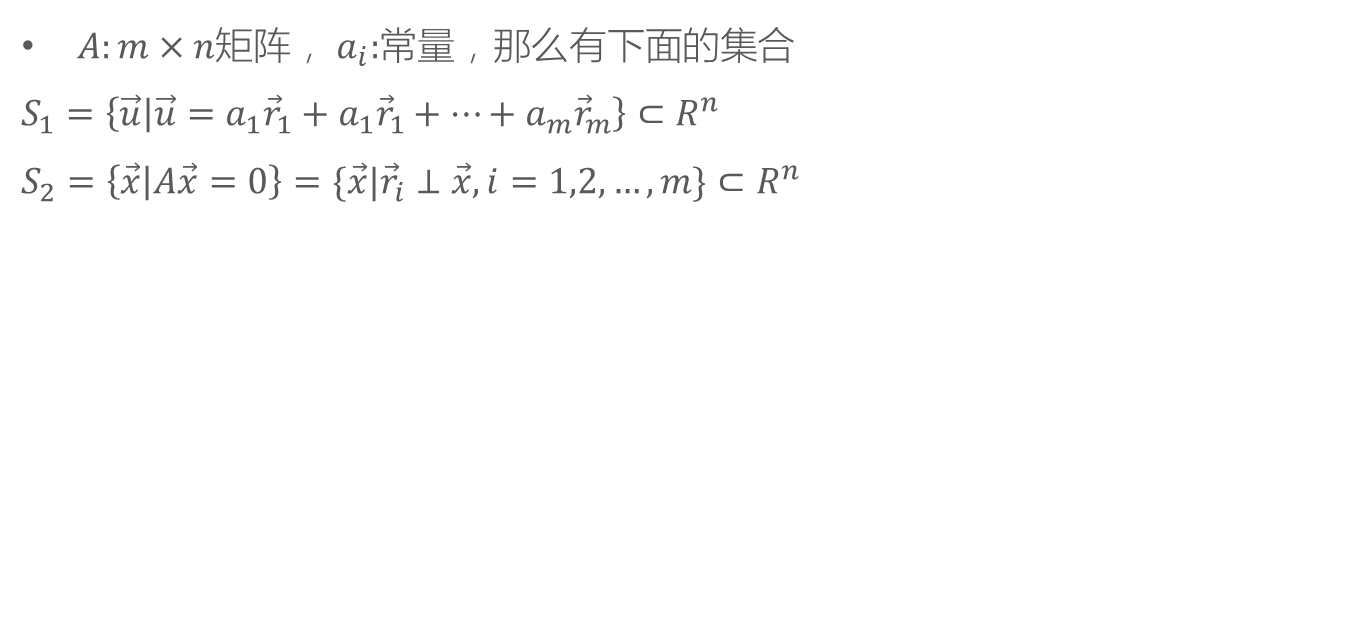 • A: m × n矩阵，a_i:常量，那么有下面的集合
S₁ = {u⃗|u⃗ = a₁r⃗₁ + a₁r⃗₁ + ⋯ + aₘr⃗ₘ} ⊂ Rⁿ
S₂ = {x⃗|Ax⃗ = 0} = {x⃗|r⃗ᵢ ⊥ x⃗, i = 1,2, …, m} ⊂ Rⁿ